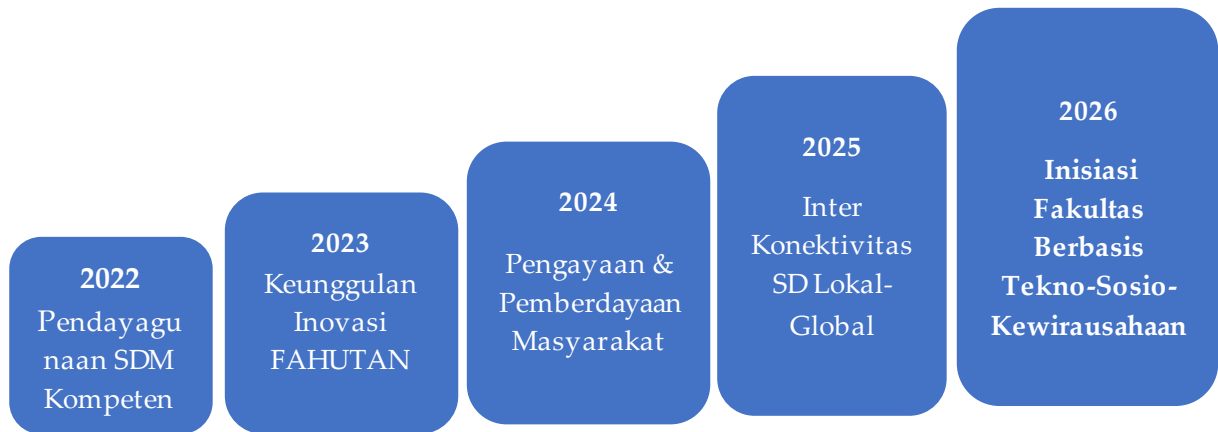 2022
Pendayagu
naan SDM
Kompeten
2023
Keunggulan
Inovasi
FAHUTAN
2024
Pengayaan &
Pemberdayaan
Masyarakat
2025
Inter
Konektivitas
SD Lokal-
Global
2026
Inisiasi
Fakultas
Berbasis
Tekno-Sosio-
Kewirausahaan